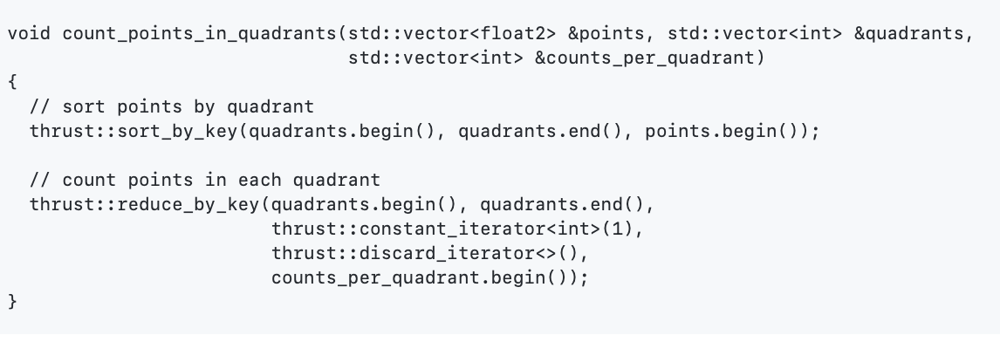 void count_points_in_quadrants(std::vector<float2> &points, std::vector<int> &quadrants,
                               std::vector<int> &counts_per_quadrant)
{
  // sort points by quadrant
  thrust::sort_by_key(quadrants.begin(), quadrants.end(), points.begin());

  // count points in each quadrant
  thrust::reduce_by_key(quadrants.begin(), quadrants.end(),
                        thrust::constant_iterator<int>(1),
                        thrust::discard_iterator<>(),
                        counts_per_quadrant.begin());
}